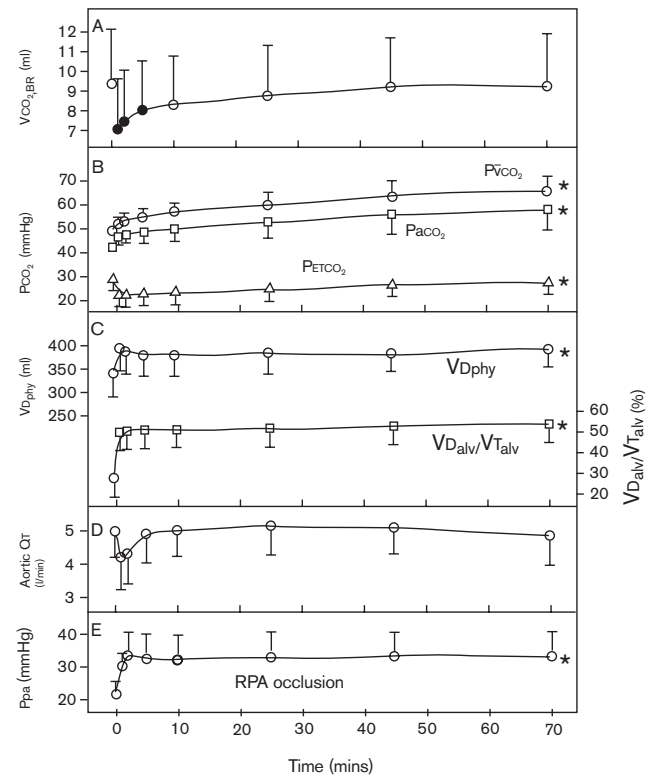 A
12
11
10
9
8
7
VCO2,BR (ml)
B
70
60
50
40
30
20
PCO2 (mmHg)
Pv̄CO2
*
PaCO2
*
PETCO2
*
C
400
350
300
250
VDphy (ml)
VDphy
*
VDalv/VTalv
*
60
50
40
30
20
10
VDalv/VTalv (%)
D
5
4
3
Aortic QT
(l/min)
E
40
30
20
Ppa (mmHg)
RPA occlusion
*
0 10 20 30 40 50 60 70
Time (mins)